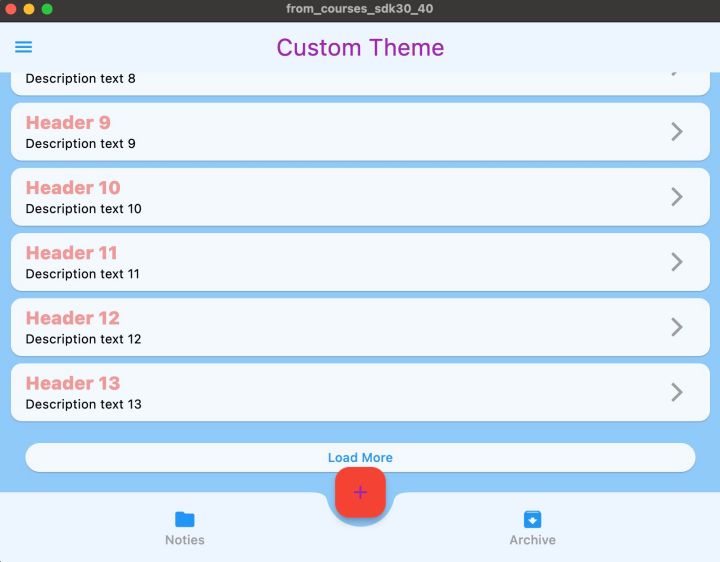 from_courses_sdk30_40
Custom Theme
Description text 8
Header 9
Description text 9
Header 10
Description text 10
Header 11
Description text 11
Header 12
Description text 12
Header 13
Description text 13
Load More
+
Noties
Archive